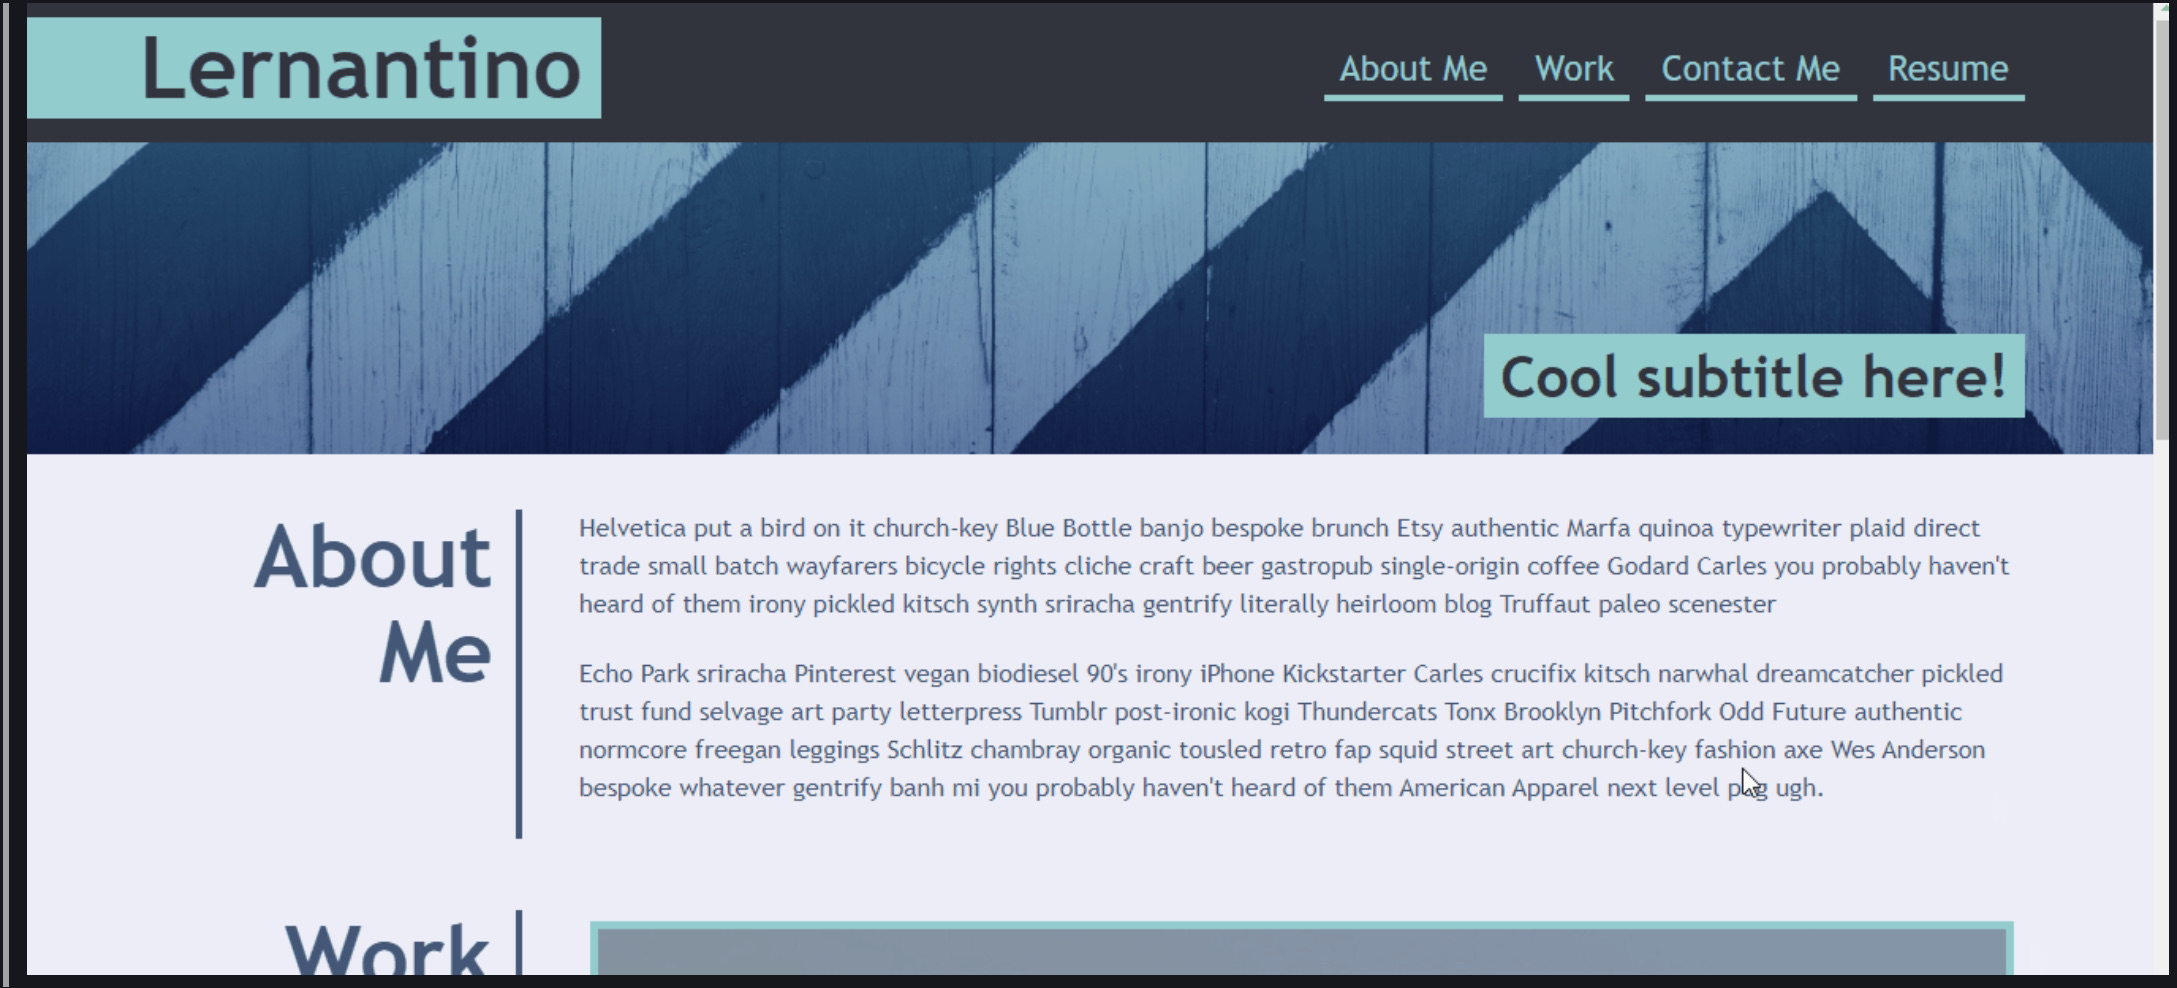 Lernantino
About Me
Work
Contact Me
Resume
Cool subtitle here!
About
Me
Helvetica put a bird on it church-key Blue Bottle banjo bespoke brunch Etsy authentic Marfa quinoa typewriter plaid direct
trade small batch wayfarers bicycle rights cliche craft beer gastropub single-origin coffee Godard Carles you probably haven't
heard of them irony pickled kitsch synth sriracha gentrify literally heirloom blog Truffaut paleo scenester
Echo Park sriracha Pinterest vegan biodiesel 90's irony iPhone Kickstarter Carles crucifix kitsch narwhal dreamcatcher pickled
trust fund selvage art party letterpress Tumblr post-ironic kogi Thundercats Tonx Brooklyn Pitchfork Odd Future authentic
normcore freegan leggings Schlitz chambray organic tousled retro fap squid street art church-key fashion axe Wes Anderson
bespoke whatever gentrify banh mi you probably haven't heard of them American Apparel next level ugh.
Work